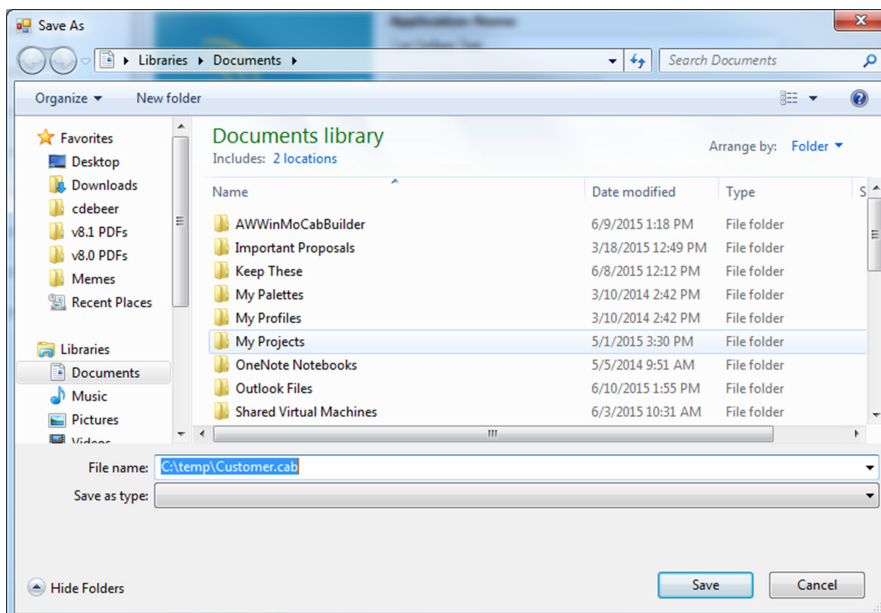 Save As
Libraries Documents
Search Documents
Organize New folder
Favorites
Desktop
Downloads
cdebeer
v8.1 PDFs
v8.0 PDFs
Memes
Recent Places
Libraries
Documents
Music
Pictures
Videos
Documents library
Includes: 2 locations
Arrange by: Folder
Name Date modified Type S
AWWinMoCabBuilder 6/9/2015 1:18 PM File folder
Important Proposals 3/18/2015 12:49 PM File folder
Keep These 6/8/2015 12:12 PM File folder
My Palettes 3/10/2014 2:42 PM File folder
My Profiles 3/10/2014 2:42 PM File folder
My Projects 5/1/2015 3:30 PM File folder
OneNote Notebooks 5/5/2014 9:51 AM File folder
Outlook Files 6/10/2015 1:55 PM File folder
Shared Virtual Machines 6/3/2015 10:31 AM File folder
File name: C:\temp\Customer.cab
Save as type:
Hide Folders Save Cancel